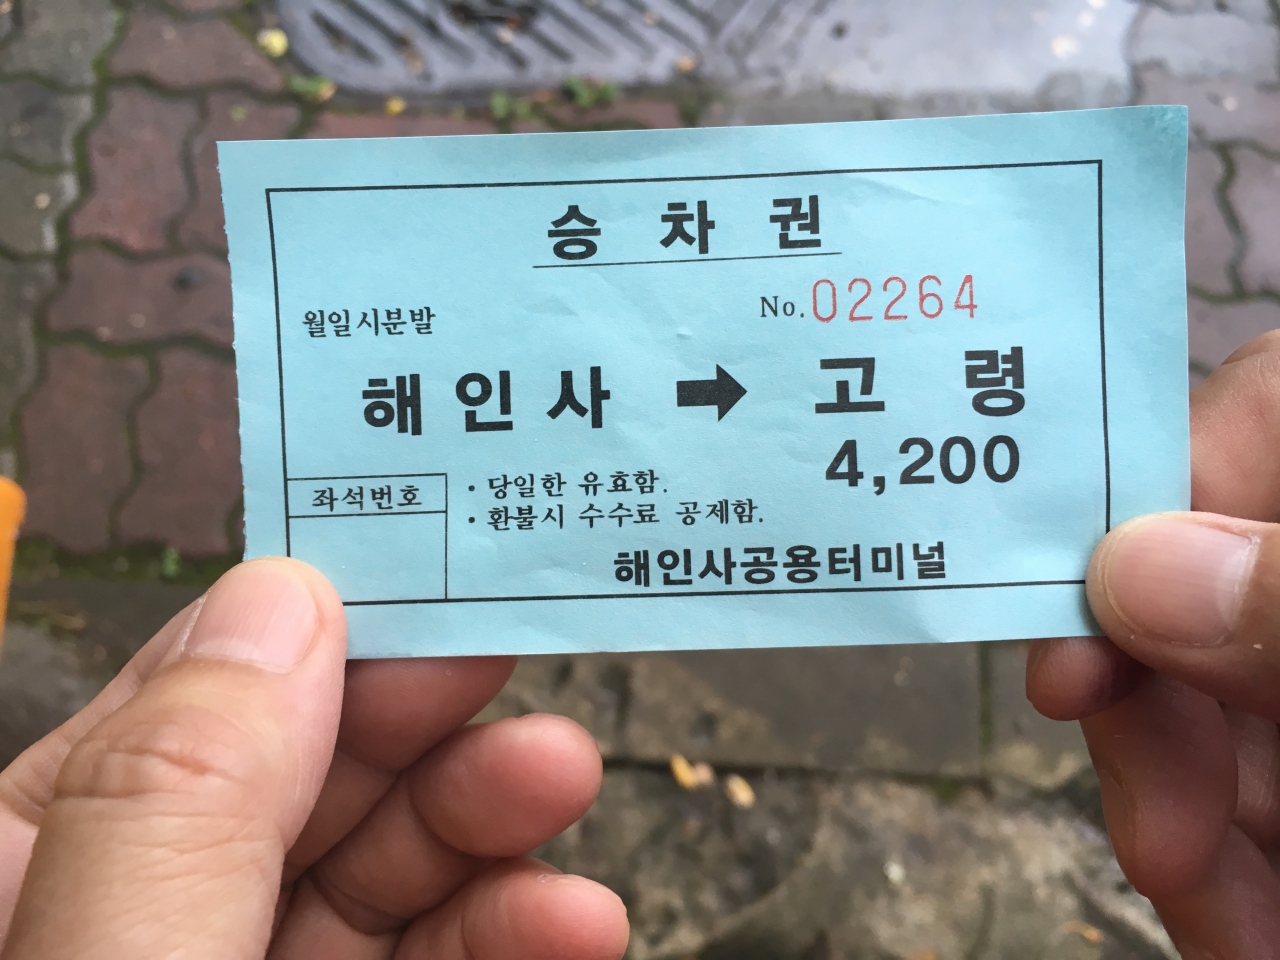 승 차 권
No. 02264
월일시분발
해인사 ➡ 고 령
4,200
좌석번호
· 당일한 유효함.
· 환불시 수수료 공제함.
해인사공용터미널